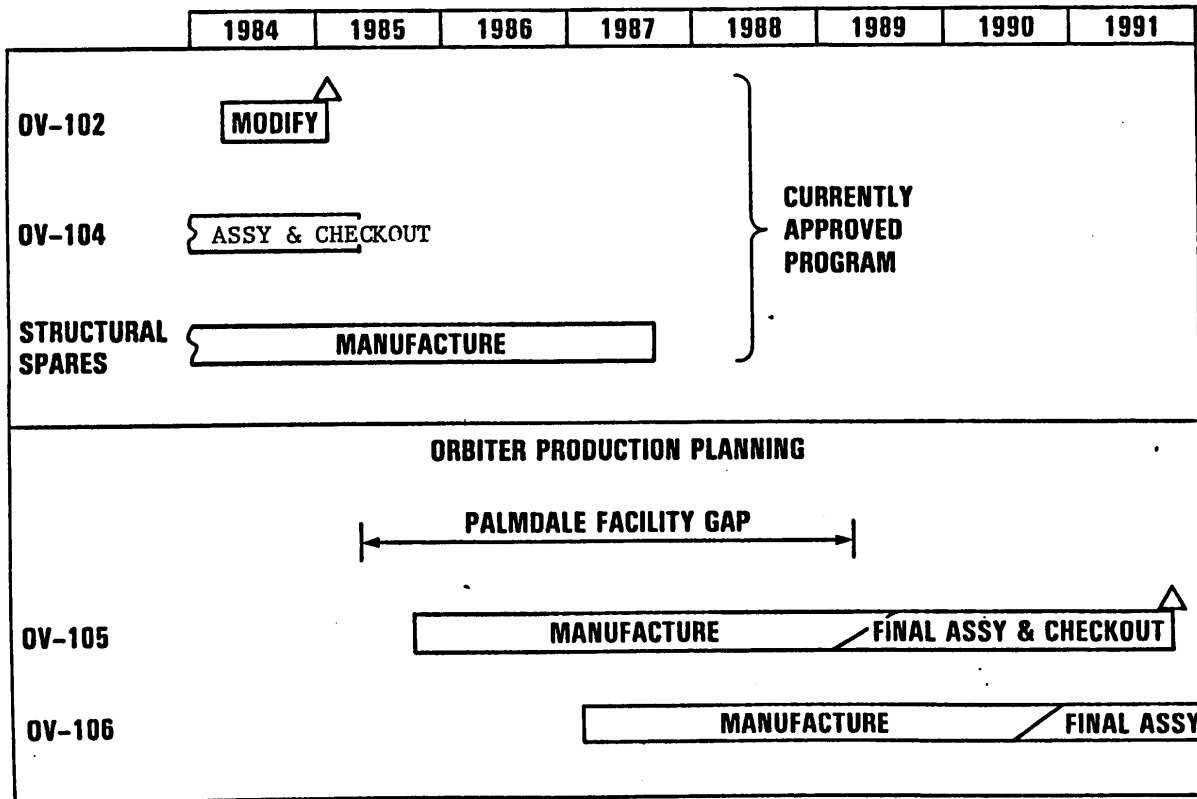 1984 1985 1986 1987 1988 1989 1990 1991
OV-102
MODIFY
OV-104
ASSY & CHECKOUT
STRUCTURAL
SPARES
MANUFACTURE
CURRENTLY
APPROVED
PROGRAM
ORBITER PRODUCTION PLANNING
PALMDALE FACILITY GAP
OV-105
MANUFACTURE
FINAL ASSY & CHECKOUT
OV-106
MANUFACTURE
FINAL ASSY